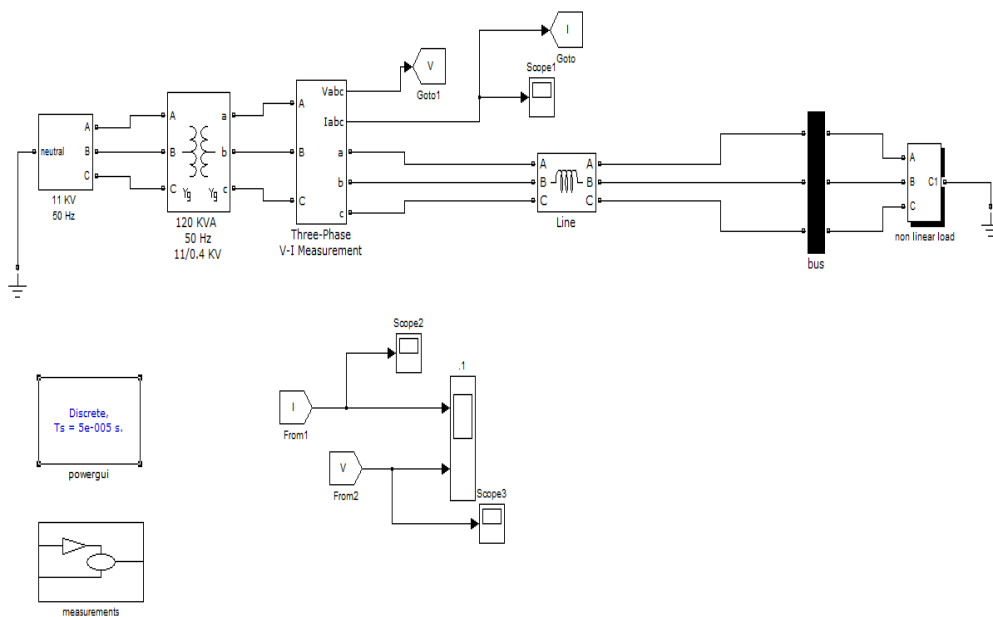 V
Goto1
I
Goto
Scope1
neutral
A
B
C
11 KV
50 Hz
A
B
C
a
b
c
Yg
Yg
120 KVA
50 Hz
11/0.4 KV
A
B
C
Vabc
Iabc
a
b
c
Three-Phase
V-I Measurement
A
B
C
A
B
C
Line
bus
A
B
C
C1
non linear load
Scope2
.1
I
From1
V
From2
Scope3
Discrete,
Ts = 5e-005 s.
powergui
measurements